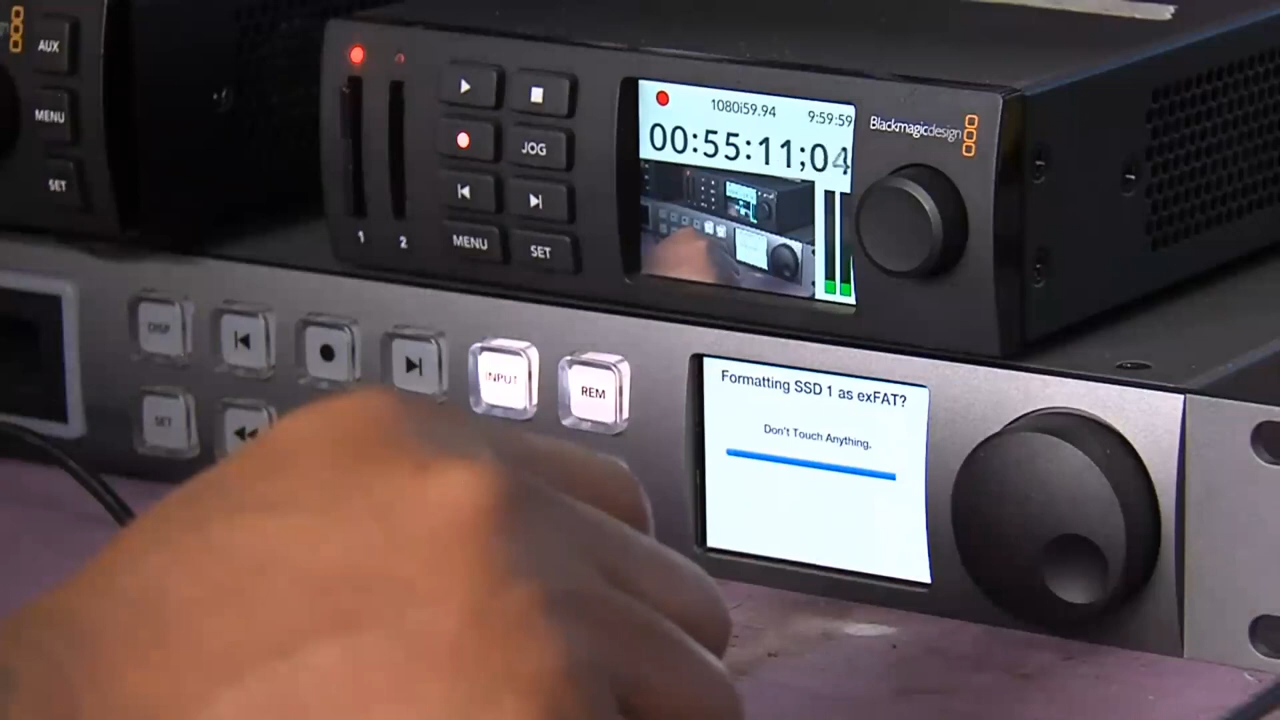 AUX
MENU
SET
1
2
JOG
MENU
SET
1080i59.94
9:59:59
00:55:11;04
Blackmagicdesign
DISP
SET
INPUT
REM
Formatting SSD 1 as exFAT?
Don't Touch Anything.